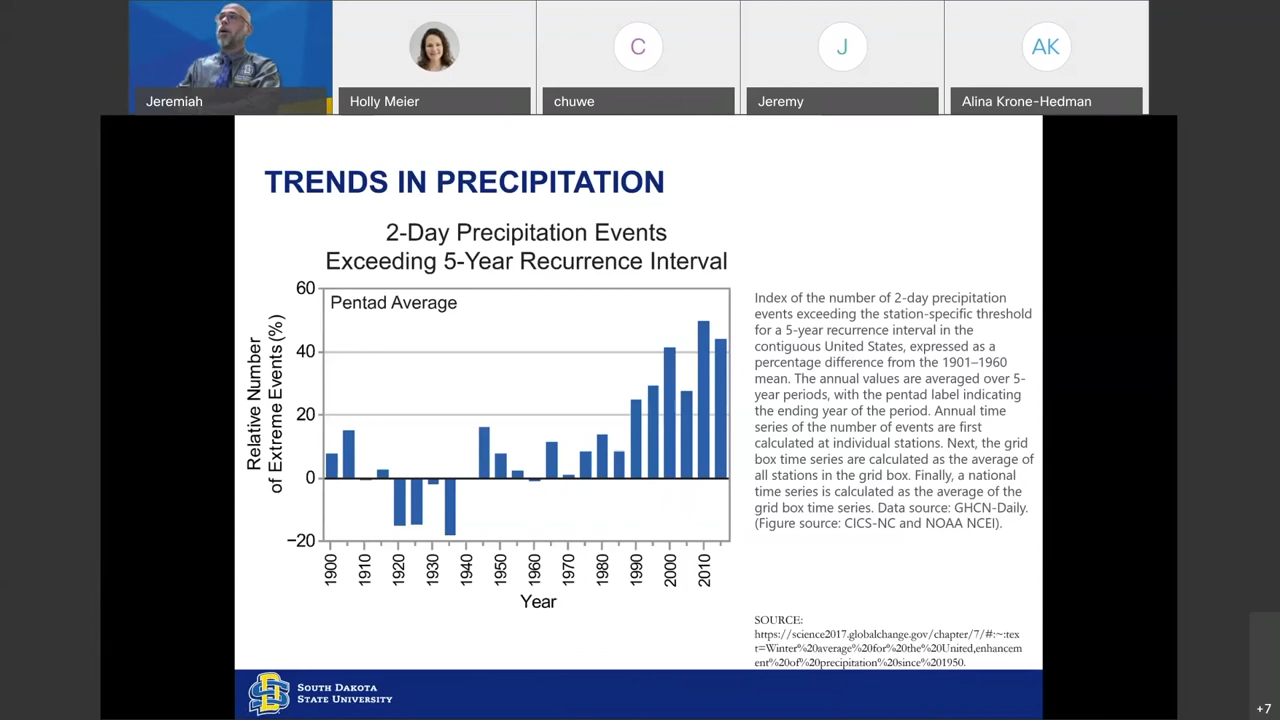 Jeremiah
Holly Meier
C
chuwe
J
Jeremy
AK
Alina Krone-Hedman
TRENDS IN PRECIPITATION
2-Day Precipitation Events
Exceeding 5-Year Recurrence Interval
Pentad Average
Relative Number
of Extreme Events (%)
60
40
20
0
−20
1900
1910
1920
1930
1940
1950
1960
1970
1980
1990
2000
2010
Year
Index of the number of 2-day precipitation
events exceeding the station-specific threshold
for a 5-year recurrence interval in the
contiguous United States, expressed as a
percentage difference from the 1901–1960
mean. The annual values are averaged over 5-
year periods, with the pentad label indicating
the ending year of the period. Annual time
series of the number of events are first
calculated at individual stations. Next, the grid
box time series are calculated as the average of
all stations in the grid box. Finally, a national
time series is calculated as the average of the
grid box time series. Data source: GHCN-Daily.
(Figure source: CICS-NC and NOAA NCEI).
SOURCE:
https://science2017.globalchange.gov/chapter/7/#:~:tex
t=Winter%20average%20for%20the%20United,enhancem
ent%20of%20precipitation%20since%201950.
SOUTH DAKOTA
STATE UNIVERSITY
+7